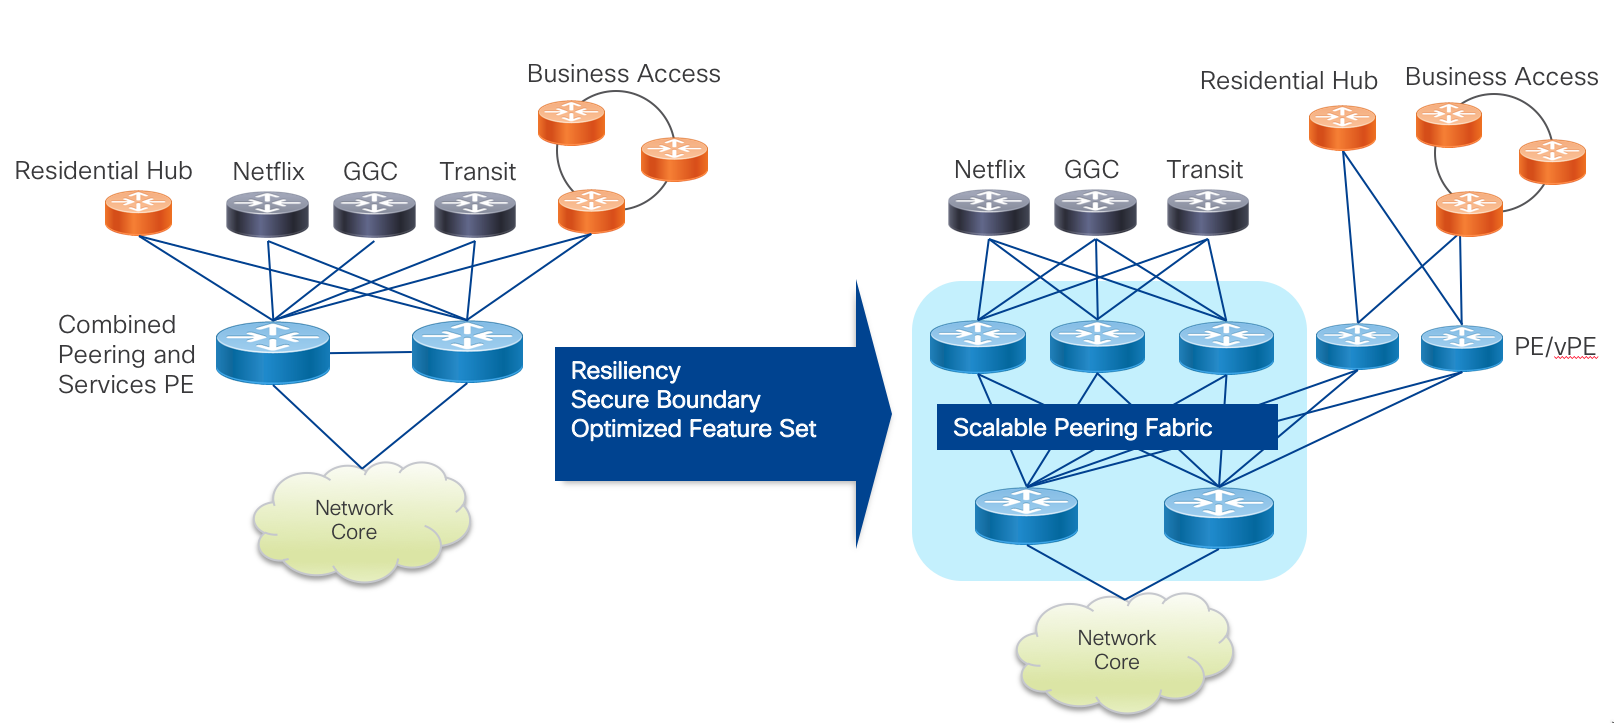 Business Access
Residential Hub
Netflix
GGC
Transit
Combined
Peering and
Services PE
Network
Core
Resiliency
Secure Boundary
Optimized Feature Set
Residential Hub
Business Access
Netflix
GGC
Transit
PE/vPE
Scalable Peering Fabric
Network
Core